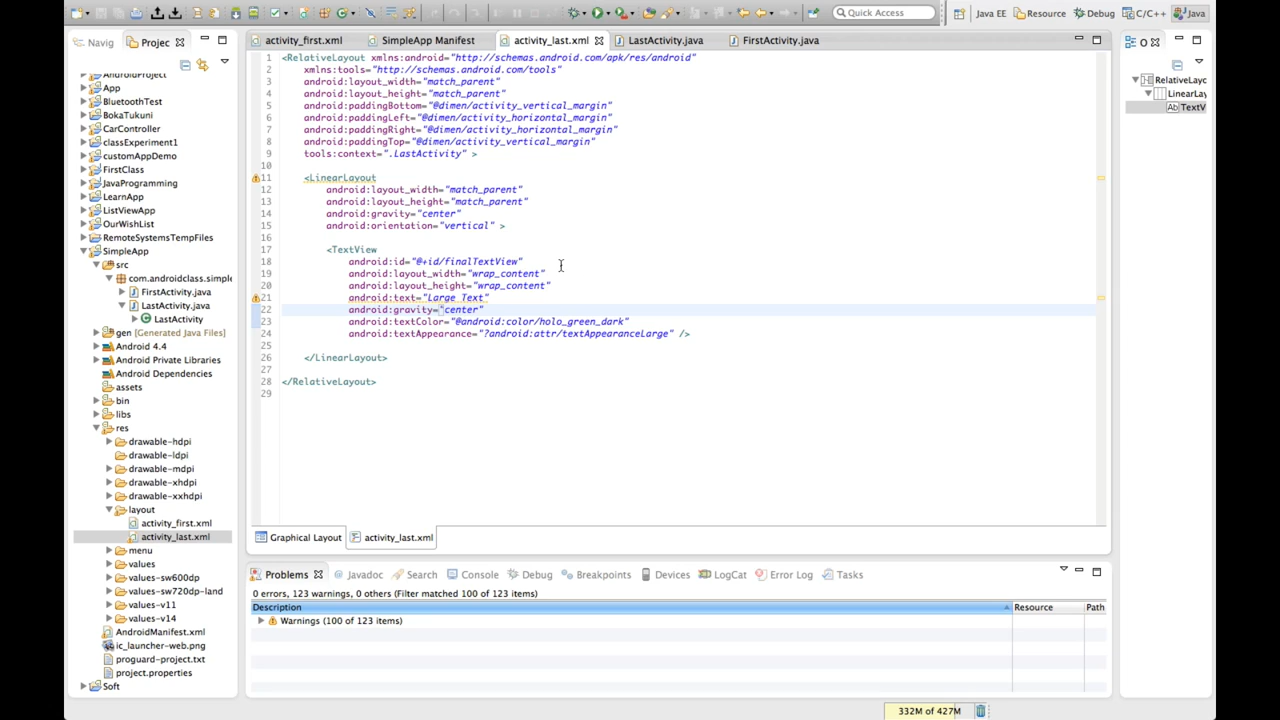 Quick Access
Java EE
Resource
Debug
C/C++
Java
Navig
Projec
AndroidProject
App
BluetoothTest
BokaTukuni
CarController
classExperiment1
customAppDemo
FirstClass
JavaProgramming
LearnApp
ListViewApp
OurWishList
RemoteSystemsTempFiles
SimpleApp
src
com.androidclass.simple
FirstActivity.java
LastActivity.java
LastActivity
gen [Generated Java Files]
Android 4.4
Android Private Libraries
Android Dependencies
assets
bin
libs
res
drawable-hdpi
drawable-ldpi
drawable-mdpi
drawable-xhdpi
drawable-xxhdpi
layout
activity_first.xml
activity_last.xml
menu
values
values-sw600dp
values-sw720dp-land
values-v11
values-v14
AndroidManifest.xml
ic_launcher-web.png
proguard-project.txt
project.properties
Soft
activity_first.xml
SimpleApp Manifest
activity_last.xml
LastActivity.java
FirstActivity.java
1 <RelativeLayout xmlns:android="http://schemas.android.com/apk/res/android"
2 xmlns:tools="http://schemas.android.com/tools"
3 android:layout_width="match_parent"
4 android:layout_height="match_parent"
5 android:paddingBottom="@dimen/activity_vertical_margin"
6 android:paddingLeft="@dimen/activity_horizontal_margin"
7 android:paddingRight="@dimen/activity_horizontal_margin"
8 android:paddingTop="@dimen/activity_vertical_margin"
9 tools:context=".LastActivity" >
10
11 <LinearLayout
12 android:layout_width="match_parent"
13 android:layout_height="match_parent"
14 android:gravity="center"
15 android:orientation="vertical" >
16
17 <TextView
18 android:id="@+id/finalTextView"
19 android:layout_width="wrap_content"
20 android:layout_height="wrap_content"
21 android:text="Large Text"
22 android:gravity="center"
23 android:textColor="@android:color/holo_green_dark"
24 android:textAppearance="?android:attr/textAppearanceLarge" />
25
26 </LinearLayout>
27
28 </RelativeLayout>
29
Graphical Layout
activity_last.xml
O
RelativeLayc
LinearLay
Ab TextV
Problems
Javadoc
Search
Console
Debug
Breakpoints
Devices
LogCat
Error Log
Tasks
0 errors, 123 warnings, 0 others (Filter matched 100 of 123 items)
Description
Resource
Path
Warnings (100 of 123 items)
332M of 427M